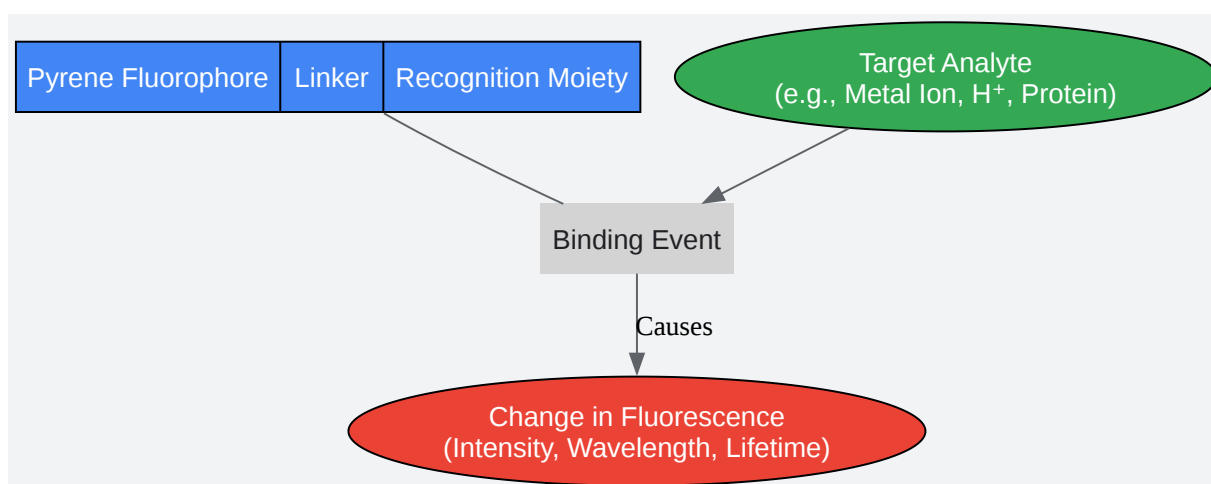 Pyrene Fluorophore
Linker
Recognition Moiety
Target Analyte
(e.g., Metal Ion, H⁺, Protein)
Binding Event
Causes
Change in Fluorescence
(Intensity, Wavelength, Lifetime)